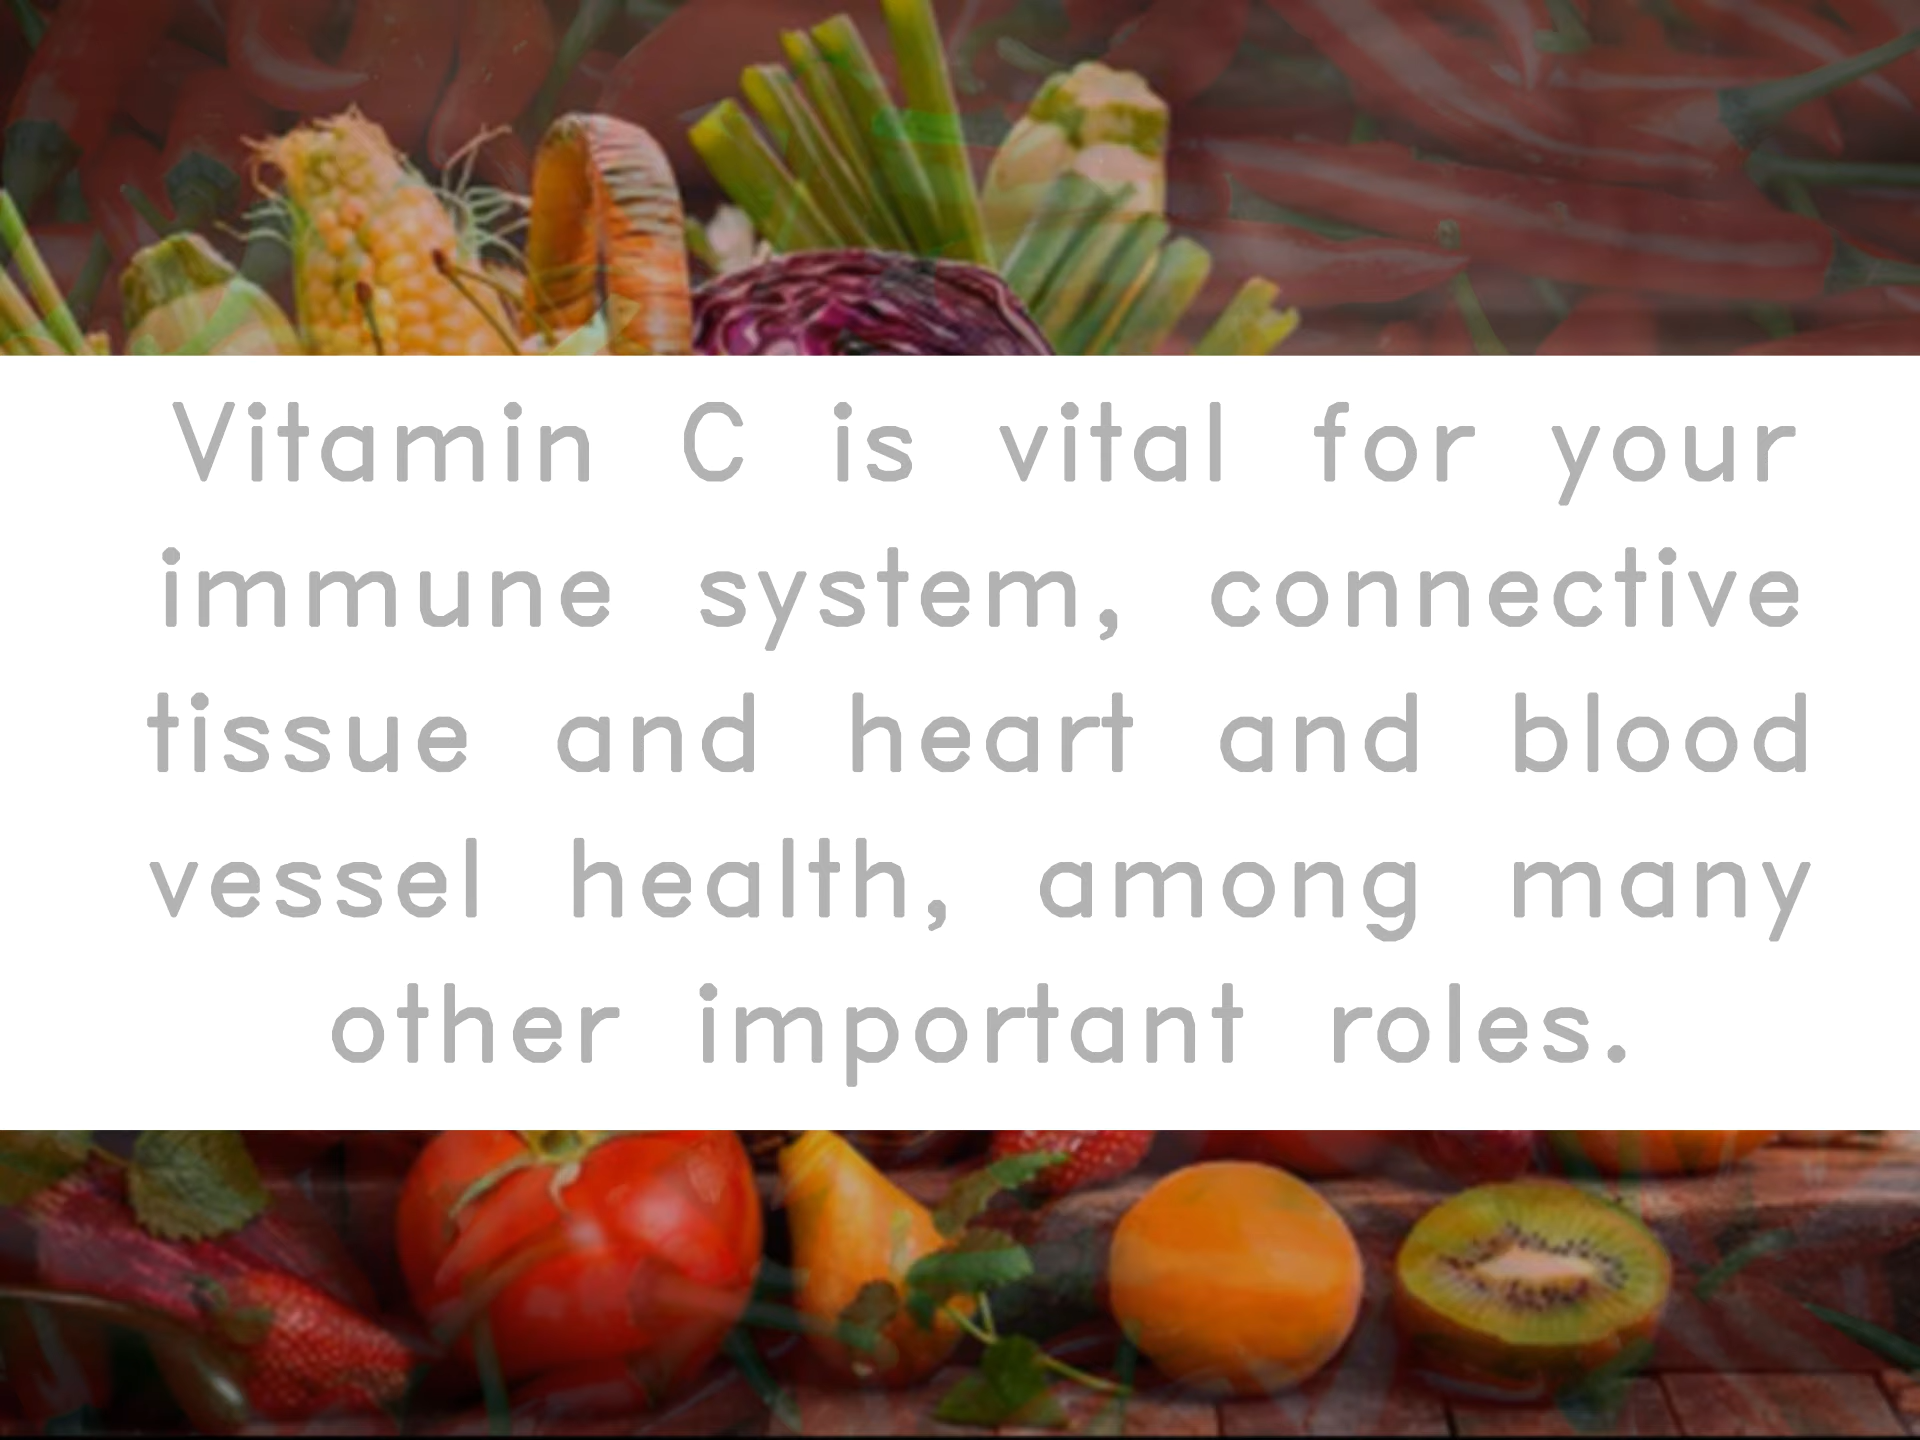 Vitamin C is vital for your
immune system, connective
tissue and heart and blood
vessel health, among many
other important roles.